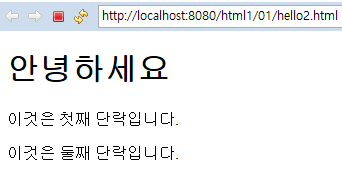 http://localhost:8080/html1/01/hello2.html
안녕하세요
이것은 첫째 단락입니다.
이것은 둘째 단락입니다.